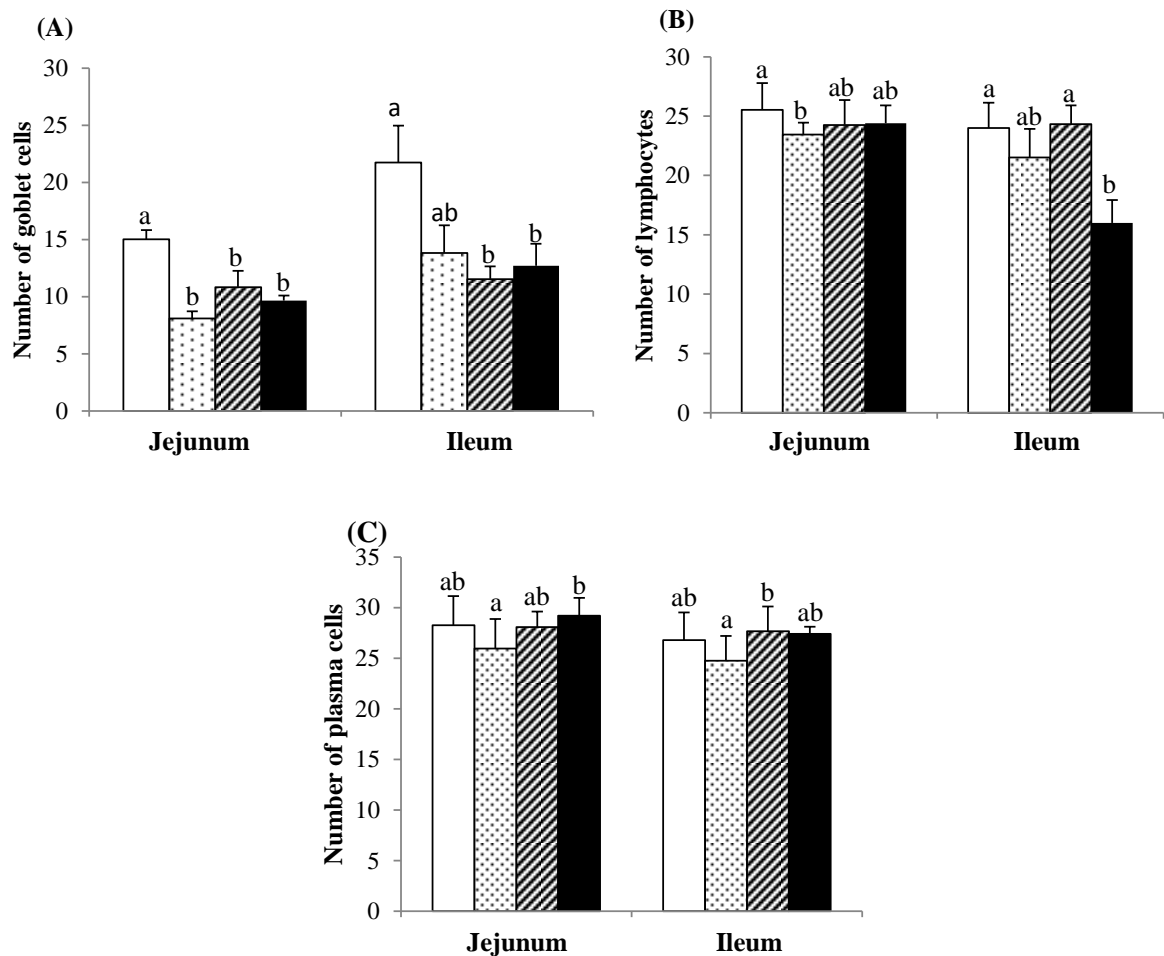 (A)
Number of goblet cells
30
25
20
15
10
5
0
a
b
b
b
a
ab
b
b
Jejunum Ileum
(B)
Number of lymphocytes
30
25
20
15
10
5
0
a
b
ab
ab
a
ab
a
b
Jejunum Ileum
(C)
Number of plasma cells
35
30
25
20
15
10
5
0
ab
a
ab
b
ab
a
b
ab
Jejunum Ileum